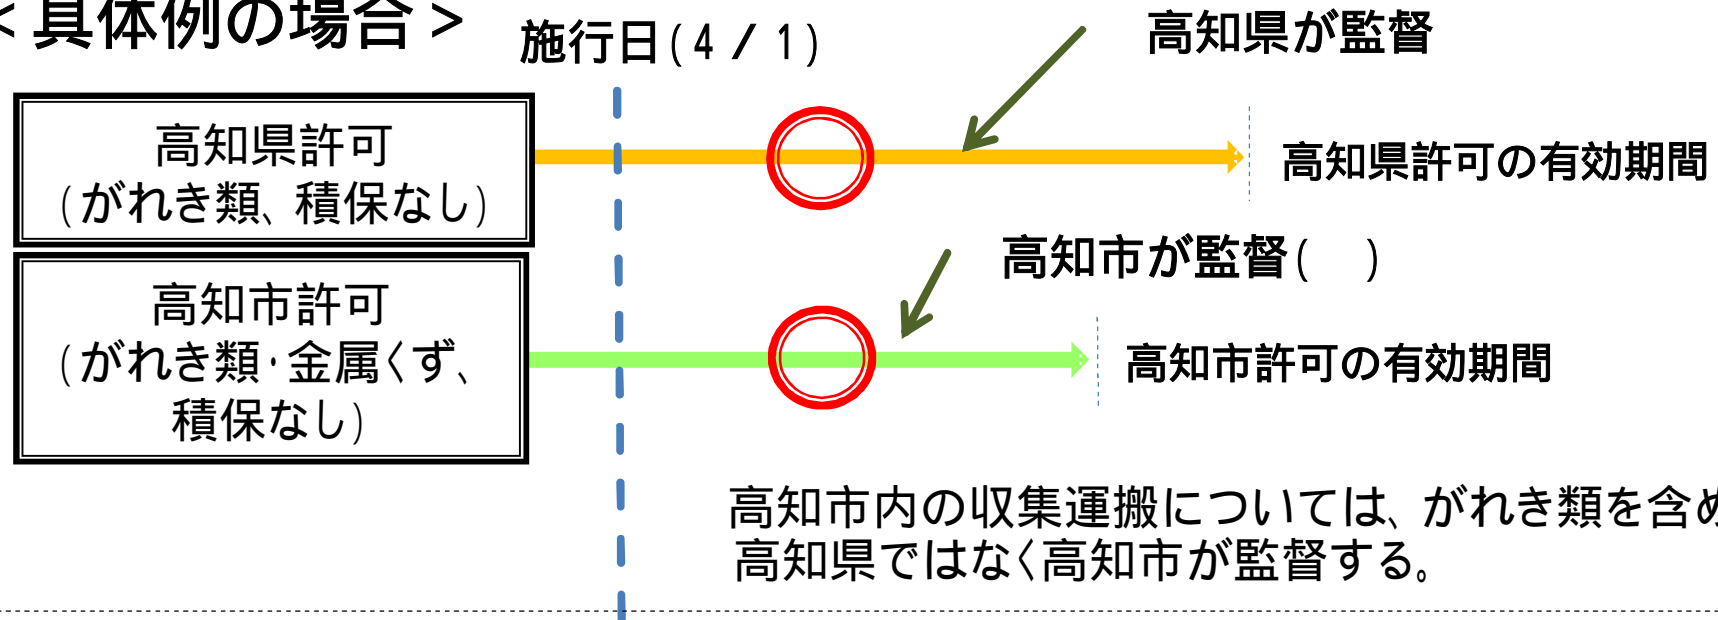 <具体例の場合>
施行日(4/1)
高知県が監督
高知県許可
(がれき類、積保なし)
高知県許可の有効期間
高知市が監督(　)
高知市許可
(がれき類・金属くず、
積保なし)
高知市許可の有効期間
高知市内の収集運搬については、がれき類を含め
高知県ではなく高知市が監督する。